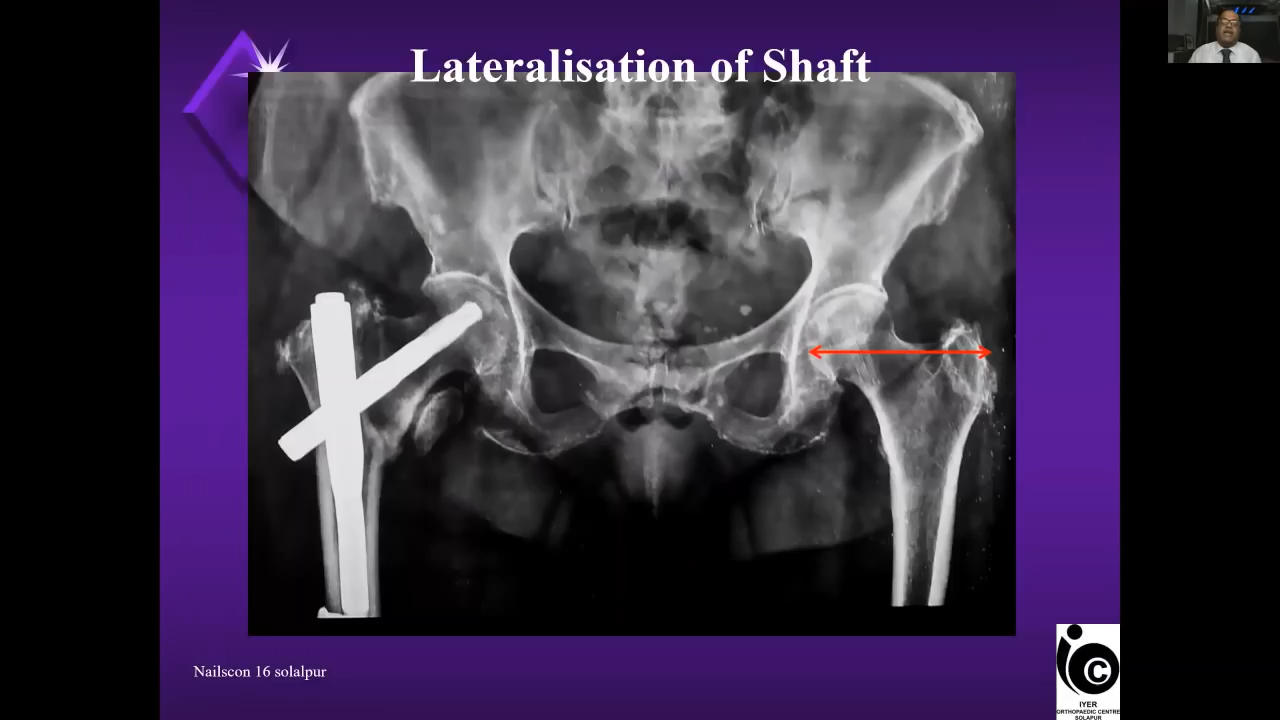 Lateralisation of Shaft
Nailscon 16 solalpur
IYER
ORTHOPAEDIC CENTRE
SOLAPUR